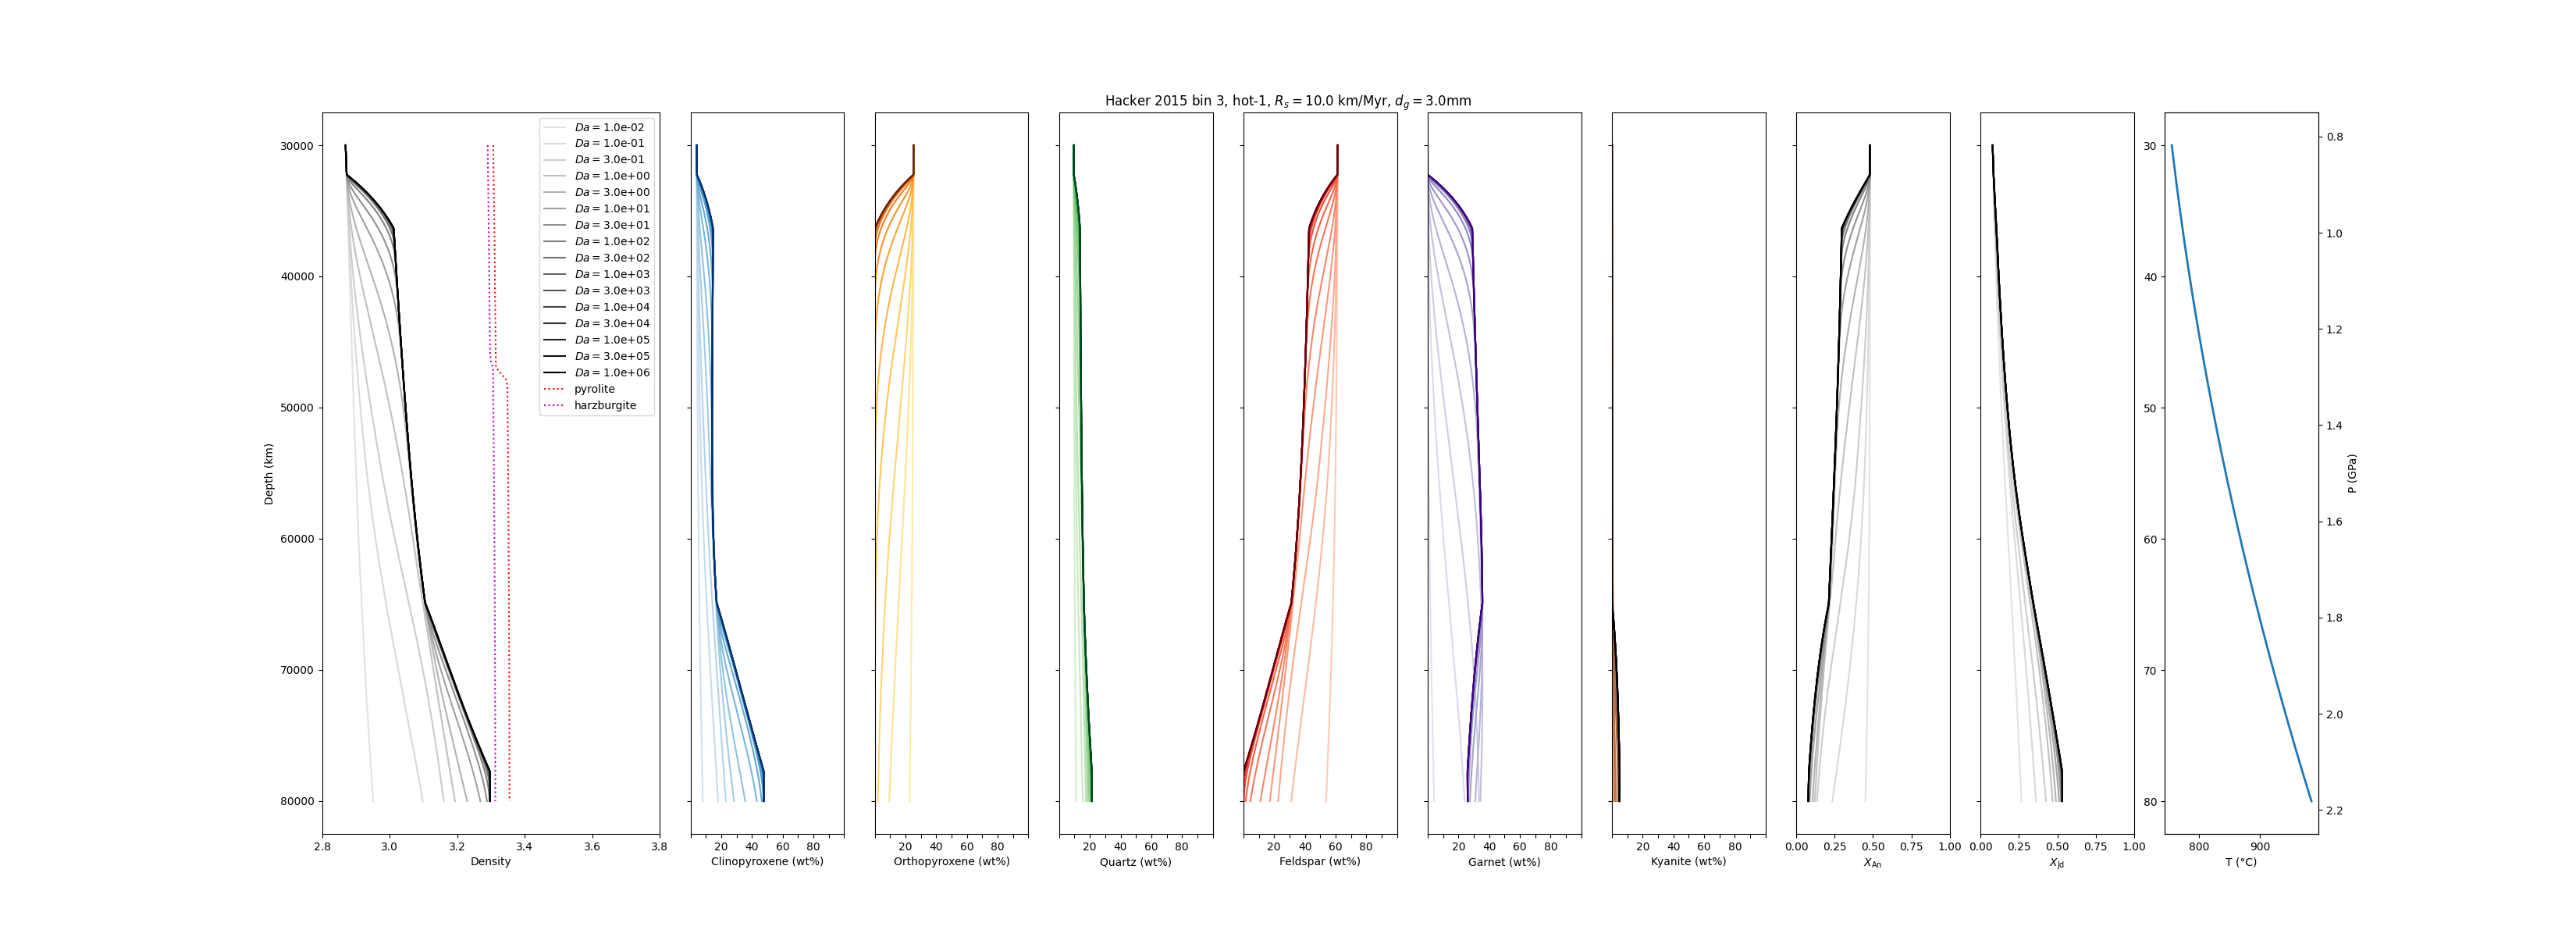 Hacker 2015 bin 3, hot-1, R_s = 10.0 km/Myr, d_g = 3.0mm
Depth (km)
30000
40000
50000
60000
70000
80000
2.8 3.0 3.2 3.4 3.6 3.8
Density
Da = 1.0e-02
Da = 1.0e-01
Da = 3.0e-01
Da = 1.0e+00
Da = 3.0e+00
Da = 1.0e+01
Da = 3.0e+01
Da = 1.0e+02
Da = 3.0e+02
Da = 1.0e+03
Da = 3.0e+03
Da = 1.0e+04
Da = 3.0e+04
Da = 1.0e+05
Da = 3.0e+05
Da = 1.0e+06
pyrolite
harzburgite
20 40 60 80
Clinopyroxene (wt%)
20 40 60 80
Orthopyroxene (wt%)
20 40 60 80
Quartz (wt%)
20 40 60 80
Feldspar (wt%)
20 40 60 80
Garnet (wt%)
20 40 60 80
Kyanite (wt%)
0.00 0.25 0.50 0.75 1.00
X_An
0.00 0.25 0.50 0.75 1.00
X_Jd
30
40
50
60
70
80
800 900
T (°C)
0.8
1.0
1.2
1.4
1.6
1.8
2.0
2.2
P (GPa)